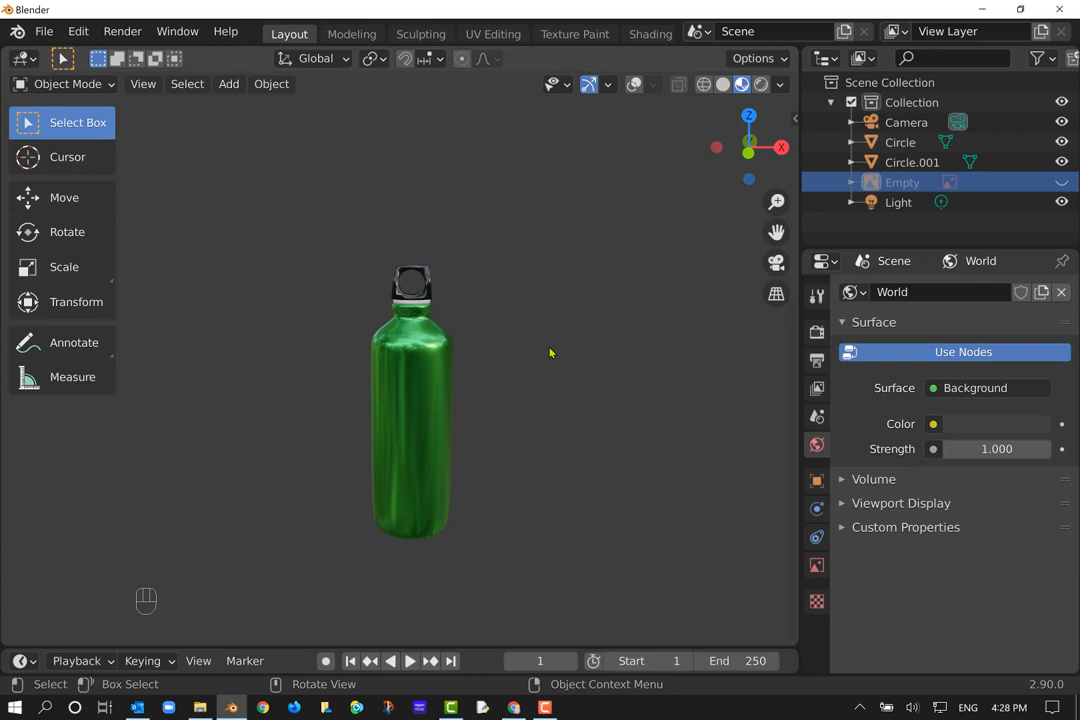 Blender
File Edit Render Window Help Layout Modeling Sculpting UV Editing Texture Paint Shading Scene View Layer
Global Options
Object Mode View Select Add Object
Scene Collection
Collection
Camera
Circle
Circle.001
Empty
Light
Select Box
Cursor
Move
Rotate
Scale
Transform
Annotate
Measure
Z
Y
X
Scene World
World
Surface
Use Nodes
Surface Background
Color
Strength 1.000
Volume
Viewport Display
Custom Properties
Playback Keying View Marker 1 Start 1 End 250
Select Box Select Rotate View Object Context Menu 2.90.0
ENG 4:28 PM